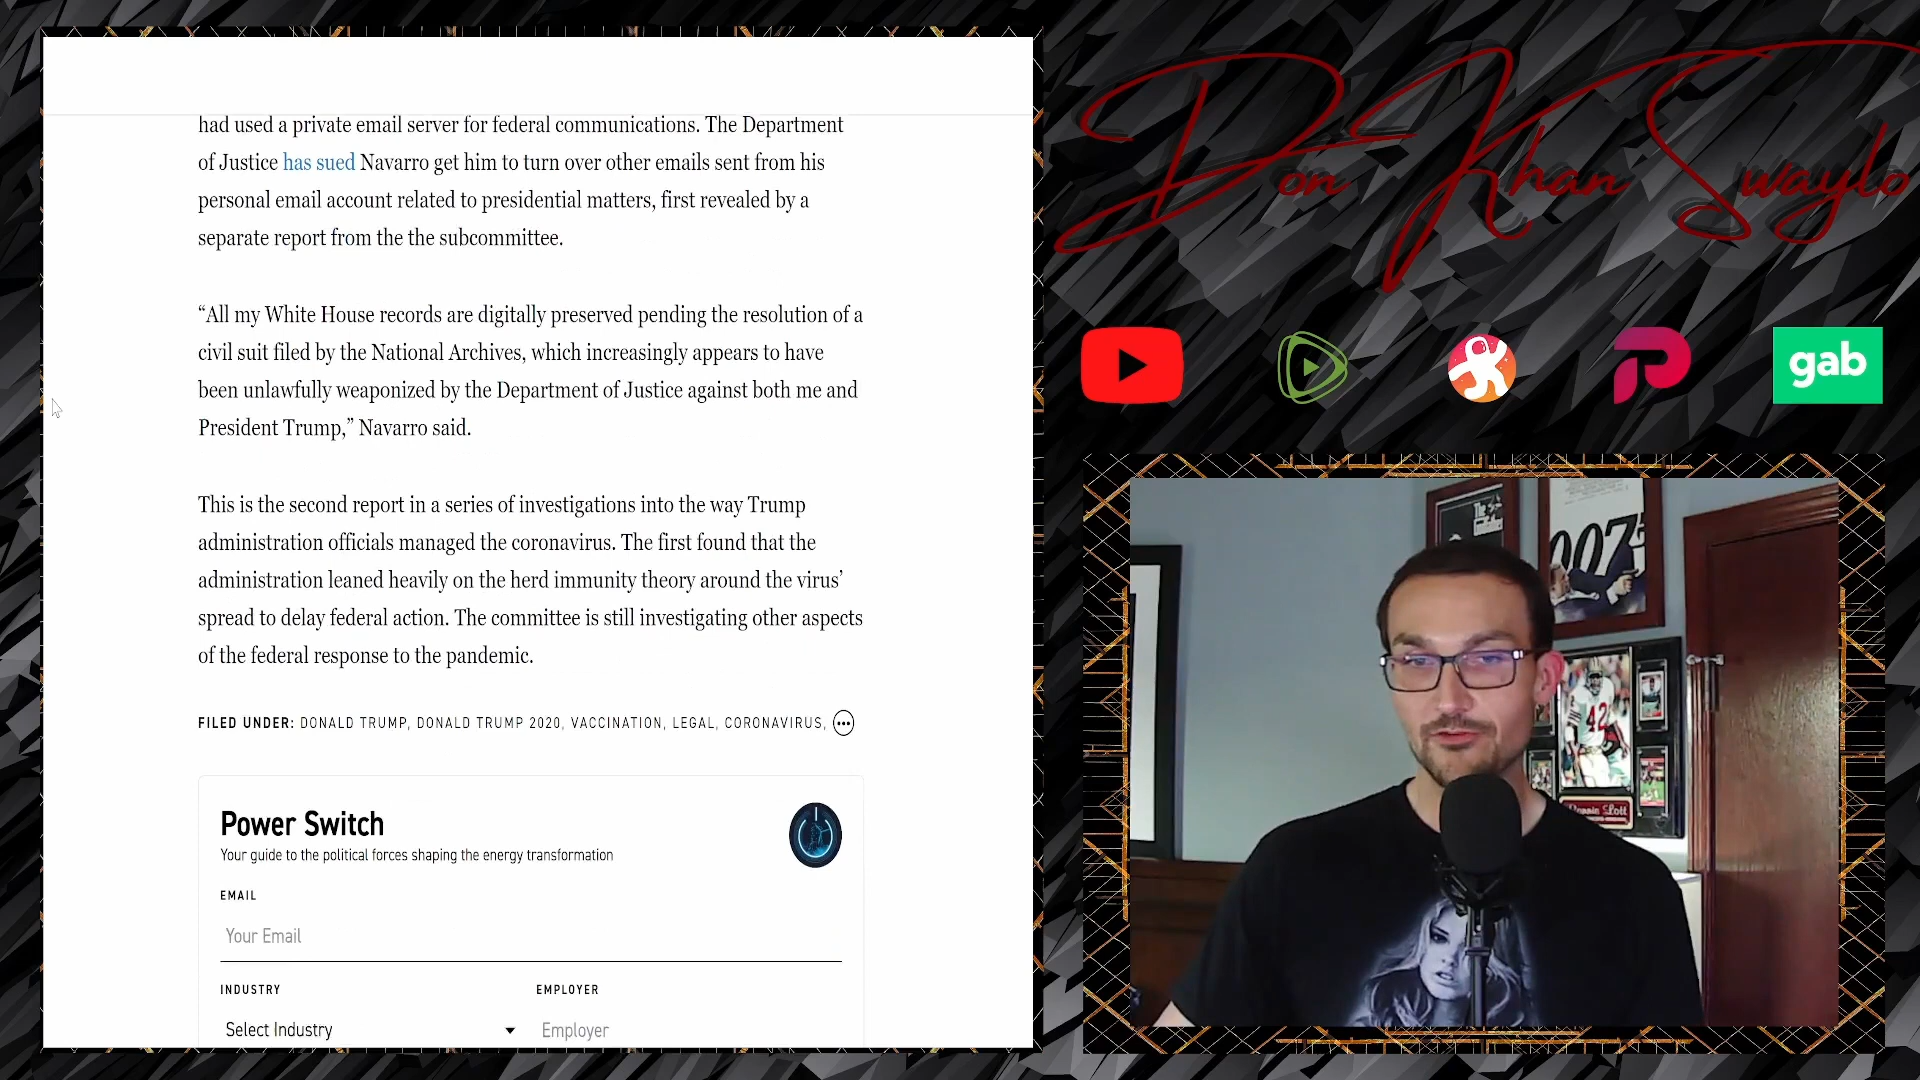 had used a private email server for federal communications. The Department
of Justice has sued Navarro get him to turn over other emails sent from his
personal email account related to presidential matters, first revealed by a
separate report from the the subcommittee.
“All my White House records are digitally preserved pending the resolution of a
civil suit filed by the National Archives, which increasingly appears to have
been unlawfully weaponized by the Department of Justice against both me and
President Trump,” Navarro said.
This is the second report in a series of investigations into the way Trump
administration officials managed the coronavirus. The first found that the
administration leaned heavily on the herd immunity theory around the virus’
spread to delay federal action. The committee is still investigating other aspects
of the federal response to the pandemic.
FILED UNDER: DONALD TRUMP, DONALD TRUMP 2020, VACCINATION, LEGAL, CORONAVIRUS,
Power Switch
Your guide to the political forces shaping the energy transformation
EMAIL
Your Email
INDUSTRY
EMPLOYER
Select Industry
Employer
Don Khan Swaylo
gab
007
42